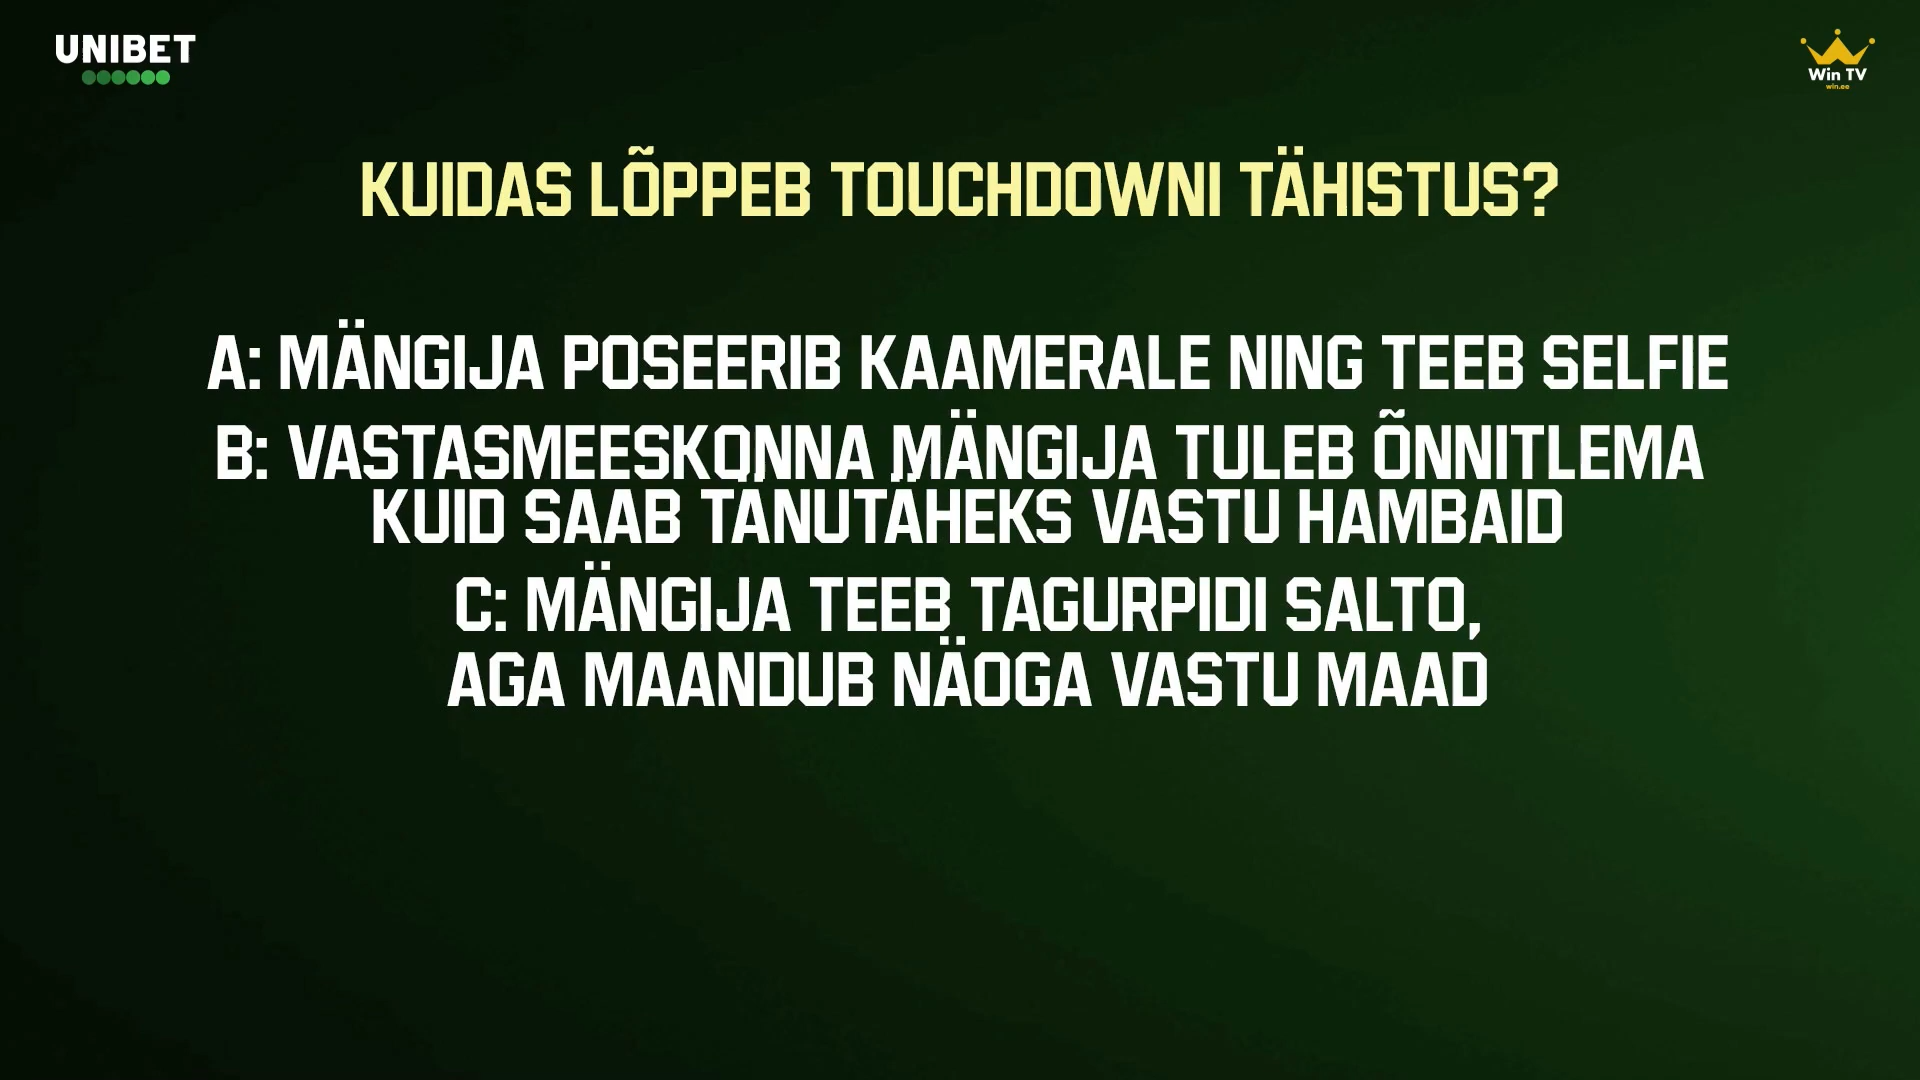 UNIBET
Win TV
win.ee
KUIDAS LÕPPEB TOUCHDOWNI TÄHISTUS?
A: MÄNGIJA POSEERIB KAAMERALE NING TEEB SELFIE
B: VASTASMEESKONNA MÄNGIJA TULEB ÕNNITLEMA
KUID SAAB TÄNUTÄHEKS VASTU HAMBAID
C: MÄNGIJA TEEB TAGURPIDI SALTO,
AGA MAANDUB NÄOGA VASTU MAAD